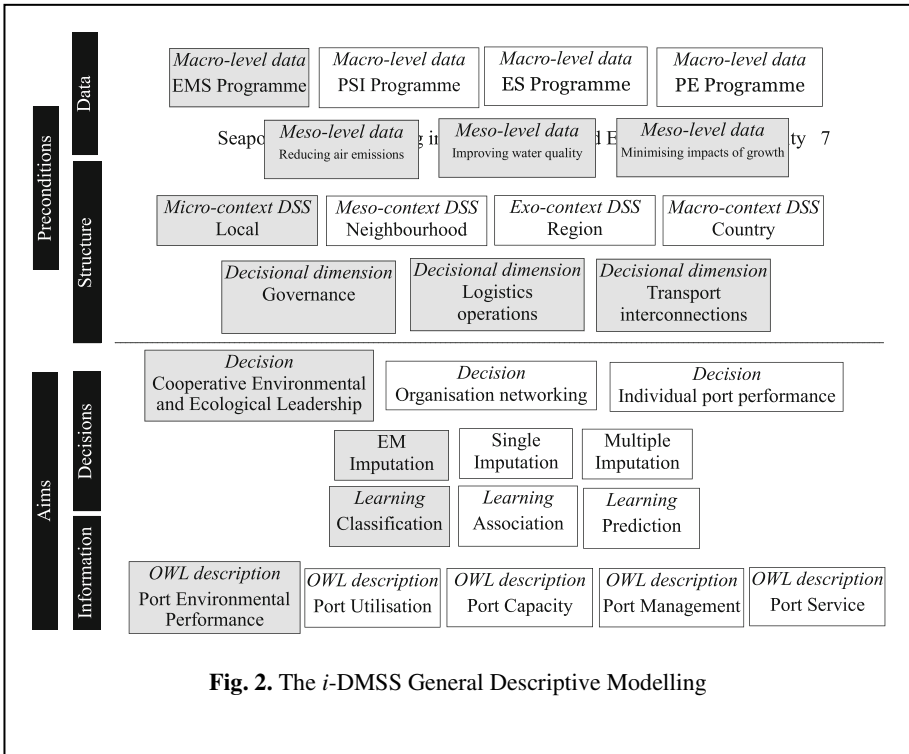 Macro-level data
EMS Programme
Macro-level data
PSI Programme
Macro-level data
ES Programme
Macro-level data
PE Programme
Seapo
g i
d E
ty 7
Meso-level data
Reducing air emissions
Meso-level data
Improving water quality
Meso-level data
Minimising impacts of growth
Micro-context DSS
Local
Meso-context DSS
Neighbourhood
Exo-context DSS
Region
Macro-context DSS
Country
Decisional dimension
Governance
Decisional dimension
Logistics
operations
Decisional dimension
Transport
interconnections
Preconditions
Data
Structure
Decision
Cooperative Environmental
and Ecological Leadership
Decision
Organisation networking
Decision
Individual port performance
EM
Imputation
Single
Imputation
Multiple
Imputation
Learning
Classification
Learning
Association
Learning
Prediction
OWL description
Port Environmental
Performance
OWL description
Port Utilisation
OWL description
Port Capacity
OWL description
Port Management
OWL description
Port Service
Aims
Decisions
Information
Fig. 2. The i-DMSS General Descriptive Modelling